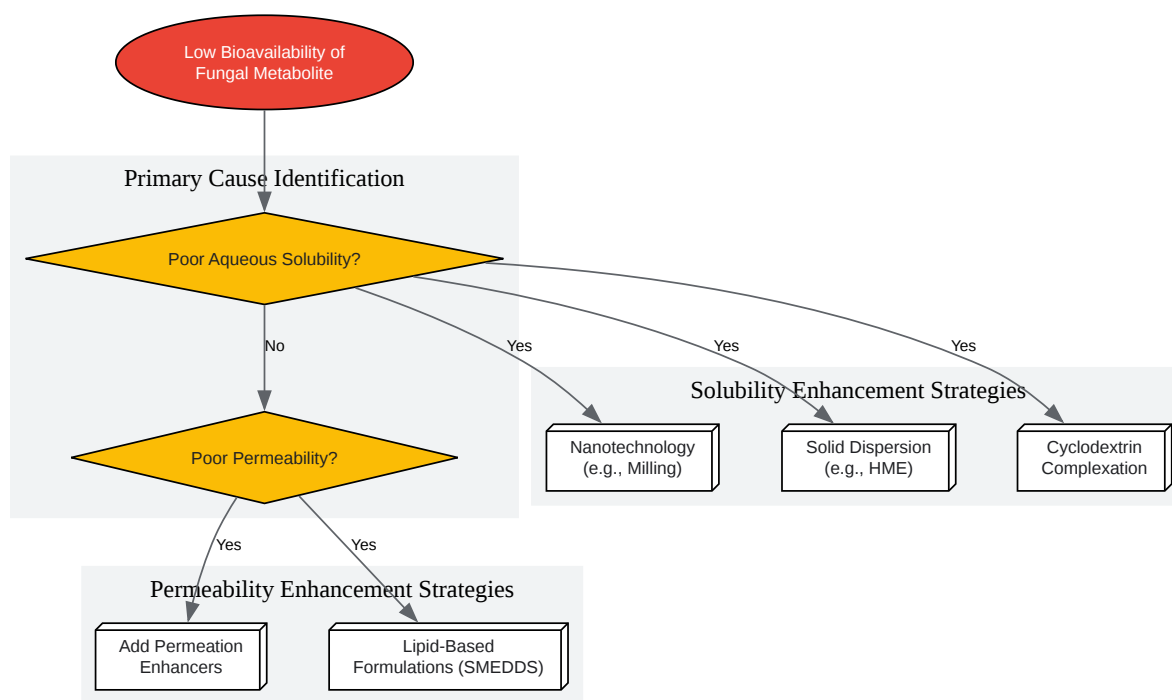 Low Bioavailability of
Fungal Metabolite
Primary Cause Identification
Poor Aqueous Solubility?
No
Yes
Yes
Yes
Solubility Enhancement Strategies
Nanotechnology
(e.g., Milling)
Solid Dispersion
(e.g., HME)
Cyclodextrin
Complexation
Poor Permeability?
Yes
Yes
Permeability Enhancement Strategies
Add Permeation
Enhancers
Lipid-Based
Formulations (SMEDDS)